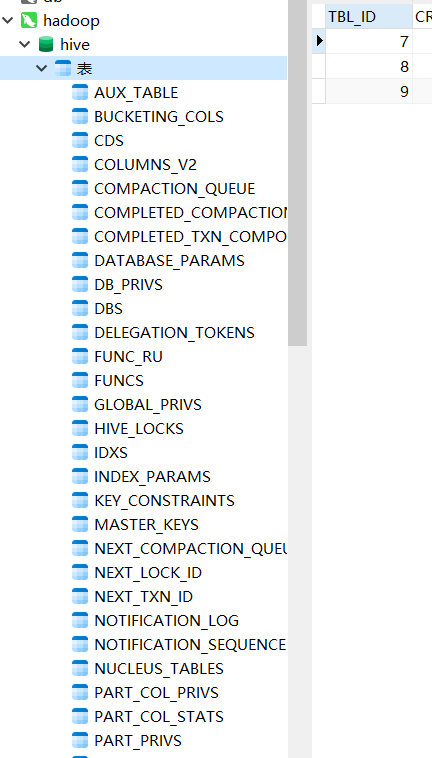 hadoop
hive
表
AUX_TABLE
BUCKETING_COLS
CDS
COLUMNS_V2
COMPACTION_QUEUE
COMPLETED_COMPACTION
COMPLETED_TXN_COMPO
DATABASE_PARAMS
DB_PRIVS
DBS
DELEGATION_TOKENS
FUNC_RU
FUNCS
GLOBAL_PRIVS
HIVE_LOCKS
IDXS
INDEX_PARAMS
KEY_CONSTRAINTS
MASTER_KEYS
NEXT_COMPACTION_QUEU
NEXT_LOCK_ID
NEXT_TXN_ID
NOTIFICATION_LOG
NOTIFICATION_SEQUENCE
NUCLEUS_TABLES
PART_COL_PRIVS
PART_COL_STATS
PART_PRIVS
TBL_ID CR
7
8
9